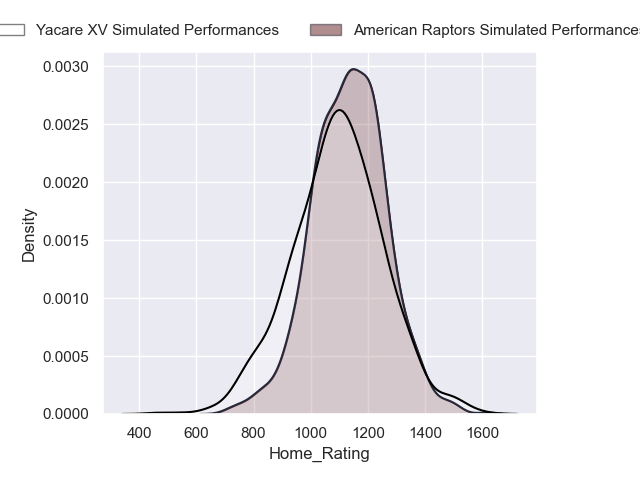 Yacare XV Simulated Performances
American Raptors Simulated Performances
0.0030
0.0025
0.0020
0.0015
0.0010
0.0005
0.0000
Density
400 600 800 1000 1200 1400 1600
Home_Rating